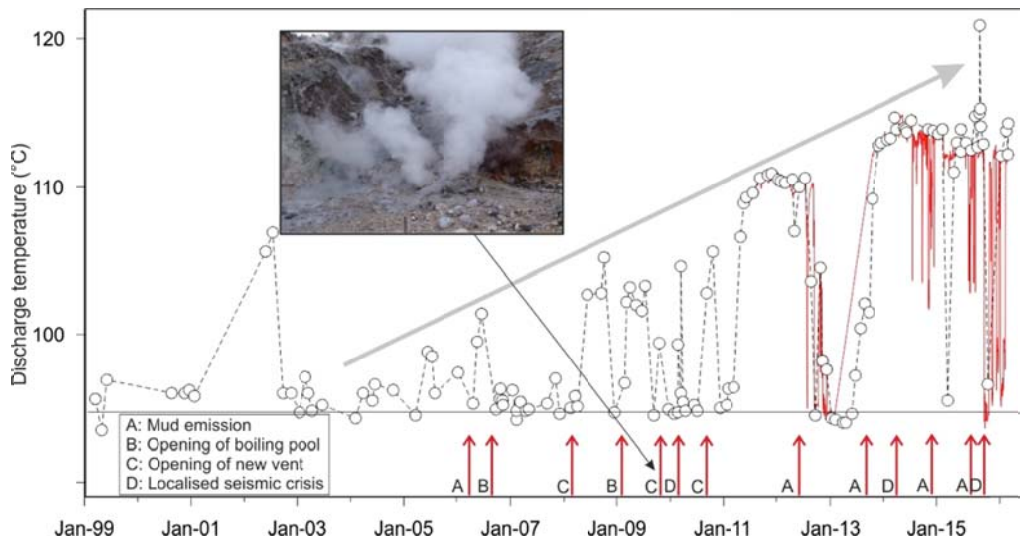 120
110
100
Discharge temperature (°C)
A: Mud emission
B: Opening of boiling pool
C: Opening of new vent
D: Localised seismic crisis
A B C B C D C A A D A A D
Jan-99 Jan-01 Jan-03 Jan-05 Jan-07 Jan-09 Jan-11 Jan-13 Jan-15